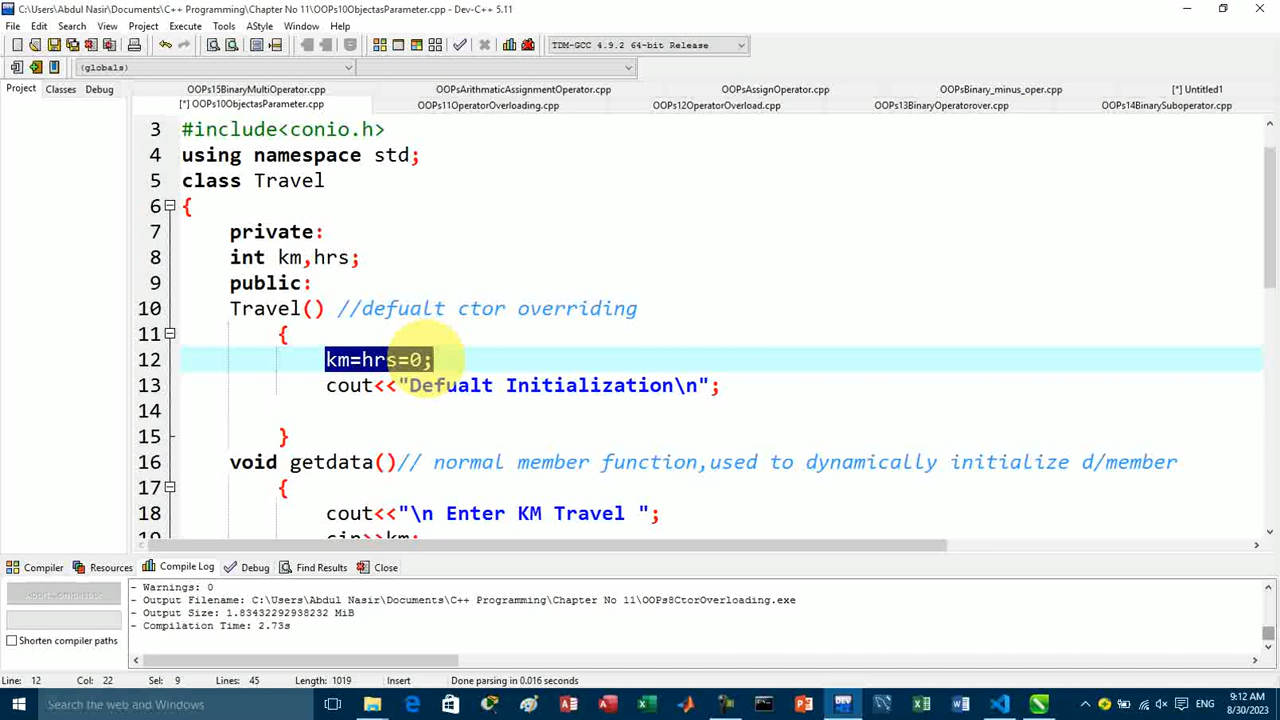 C:\Users\Abdul Nasir\Documents\C++ Programming\Chapter No 11\OOPs10ObjectasParameter.cpp - Dev-C++ 5.11
File Edit Search View Project Execute Tools AStyle Window Help
TDM-GCC 4.9.2 64-bit Release
(globals)
Project Classes Debug
OOPs15BinaryMultiOperator.cpp OOPsArithmaticAssignmentOperator.cpp OOPsAssignOperator.cpp OOPsBinary_minus_oper.cpp [*] Untitled1
[*] OOPs10ObjectasParameter.cpp OOPs11OperatorOverloading.cpp OOPs12OperatorOverload.cpp OOPs13BinaryOperatorover.cpp OOPs14BinarySuboperator.cpp
3 #include<conio.h>
4 using namespace std;
5 class Travel
6 {
7 private:
8 int km,hrs;
9 public:
10 Travel() //defualt ctor overriding
11 {
12 km=hrs=0;
13 cout<<"Defualt Initialization\n";
14
15 }
16 void getdata()// normal member function,used to dynamically initialize d/member
17 {
18 cout<<"\n Enter KM Travel ";
19 cin>>km;
Compiler Resources Compile Log Debug Find Results Close
- Warnings: 0
- Output Filename: C:\Users\Abdul Nasir\Documents\C++ Programming\Chapter No 11\OOPs8CtorOverloading.exe
- Output Size: 1.83432292938232 MiB
- Compilation Time: 2.73s
Shorten compiler paths
Line: 12 Col: 22 Sel: 9 Lines: 45 Length: 1019 Insert Done parsing in 0.016 seconds
Search the web and Windows
DEV
ENG
9:12 AM
8/30/2023